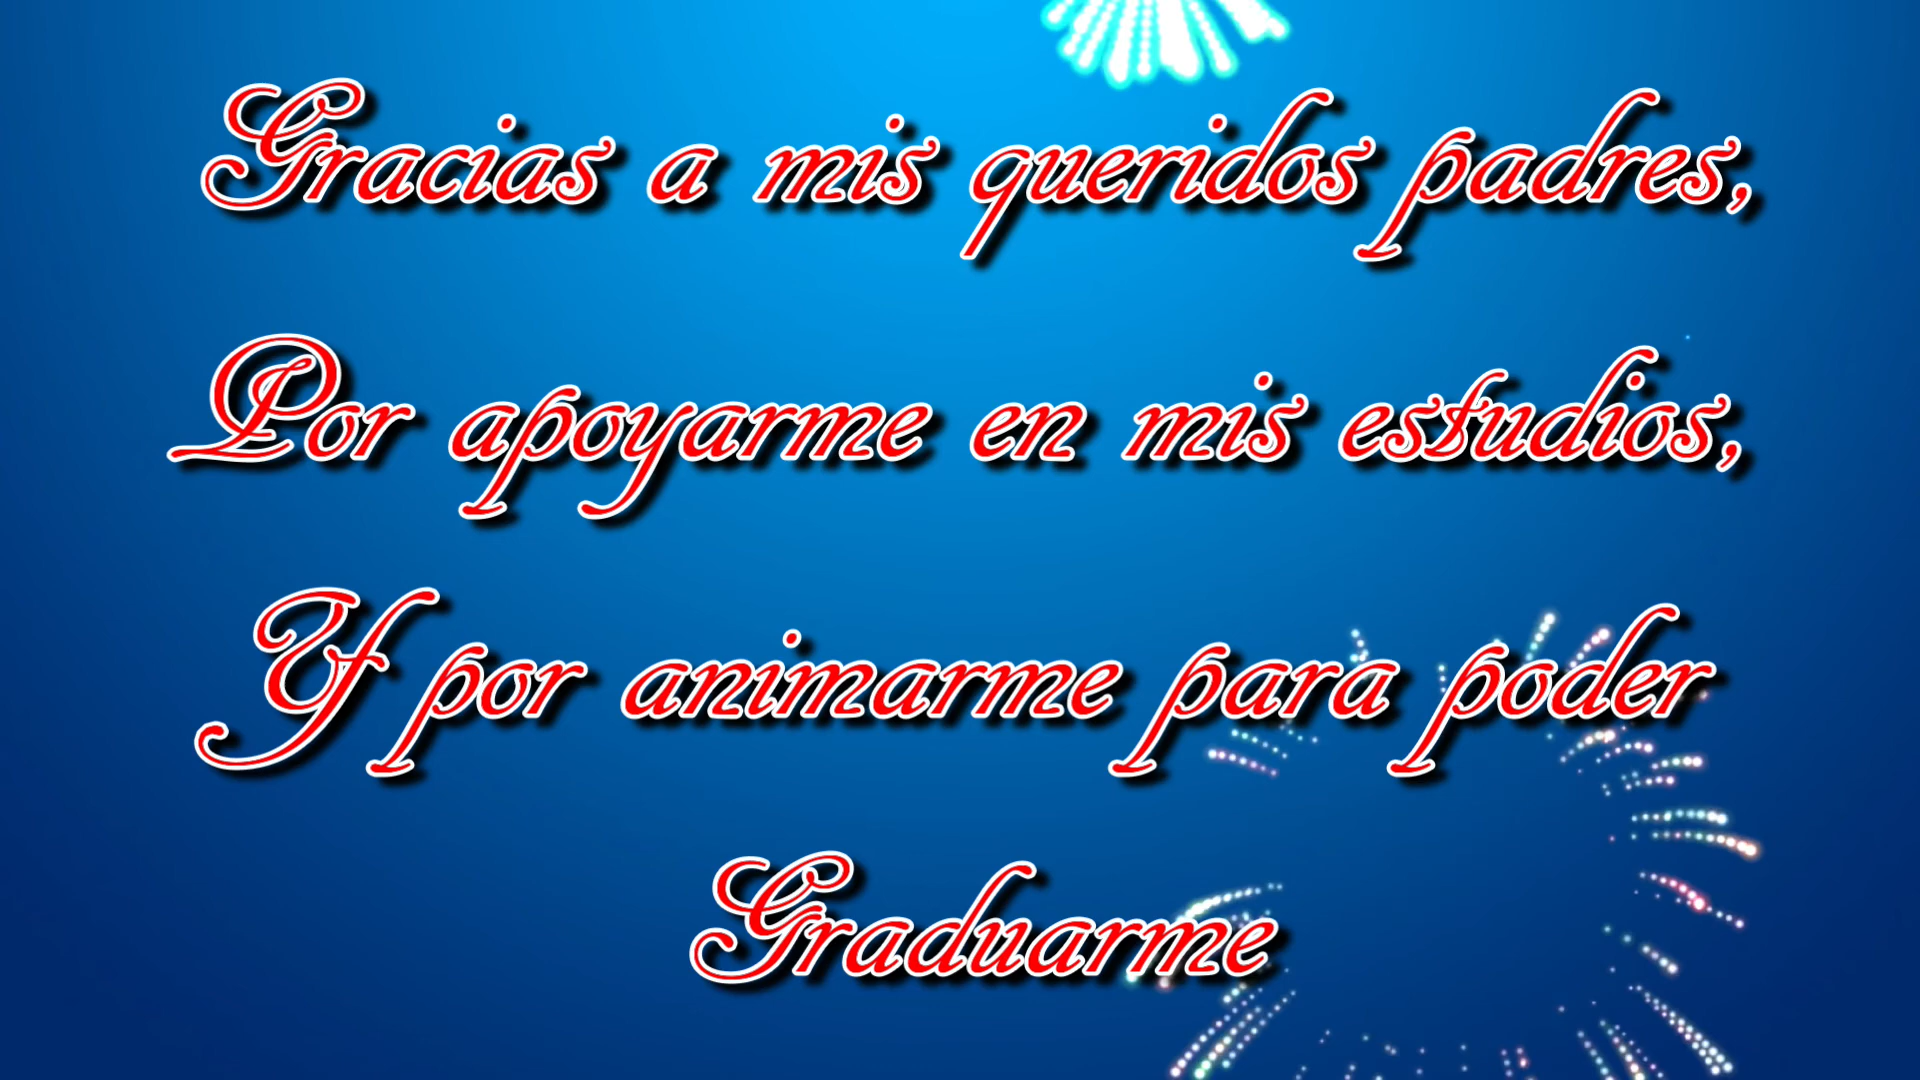 Gracias a mis queridos padres,
Por apoyarme en mis estudios,
Y por animarme para poder
Graduarme